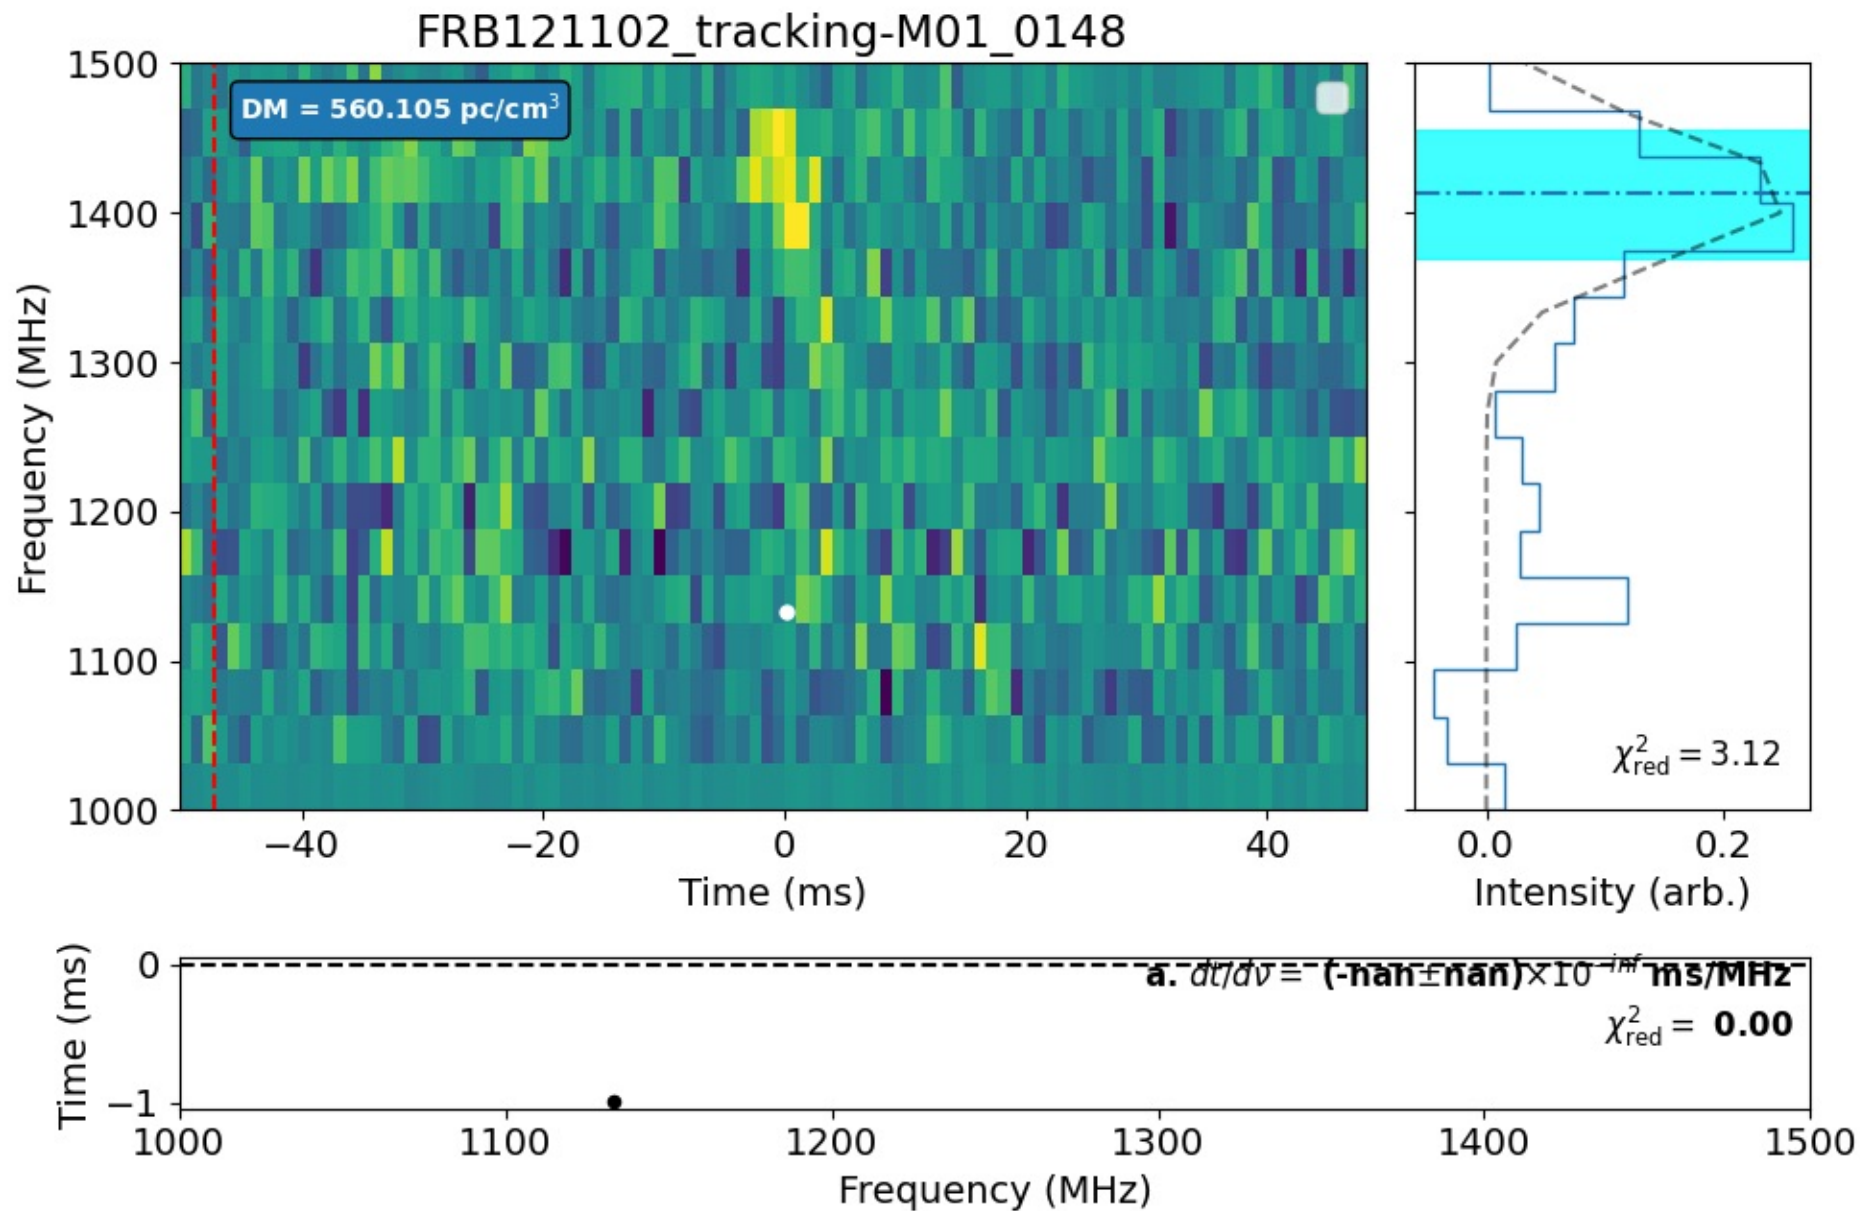 FRB121102_tracking-M01_0148
DM = 560.105 pc/cm³
1500
1400
1300
1200
1100
1000
Frequency (MHz)
−40
−20
0
20
40
Time (ms)
χ²red = 3.12
0.0
0.2
Intensity (arb.)
0
−1
Time (ms)
a. dt/dν = (-nan±nan)×10^−inf ms/MHz
χ²red = 0.00
1000
1100
1200
1300
1400
1500
Frequency (MHz)